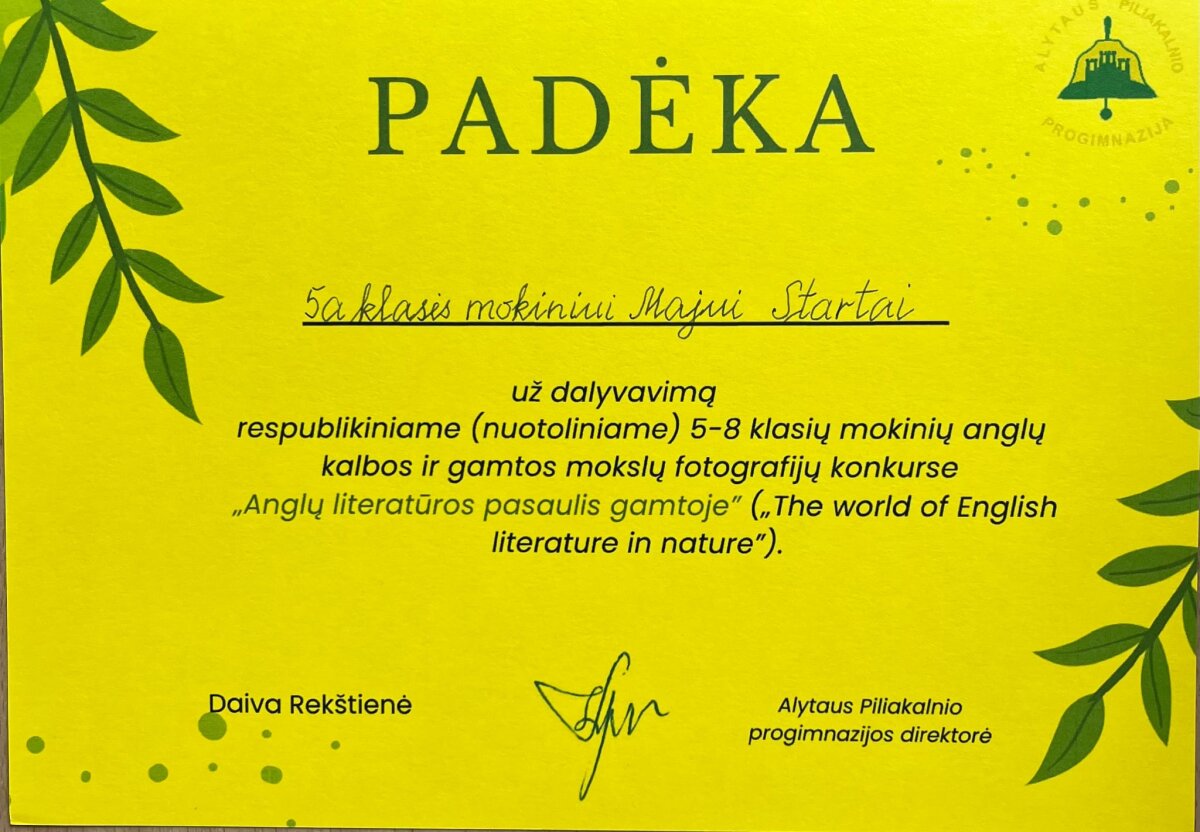 ALYTAUS PILIAKALNIO
PROGIMNAZIJA
PADĖKA
5a klasės mokiniui Majui Startai
už dalyvavimą
respublikiniame (nuotoliniame) 5-8 klasių mokinių anglų
kalbos ir gamtos mokslų fotografijų konkurse
„Anglų literatūros pasaulis gamtoje” („The world of English
literature in nature”).
Daiva Rekštienė
Alytaus Piliakalnio
progimnazijos direktorė